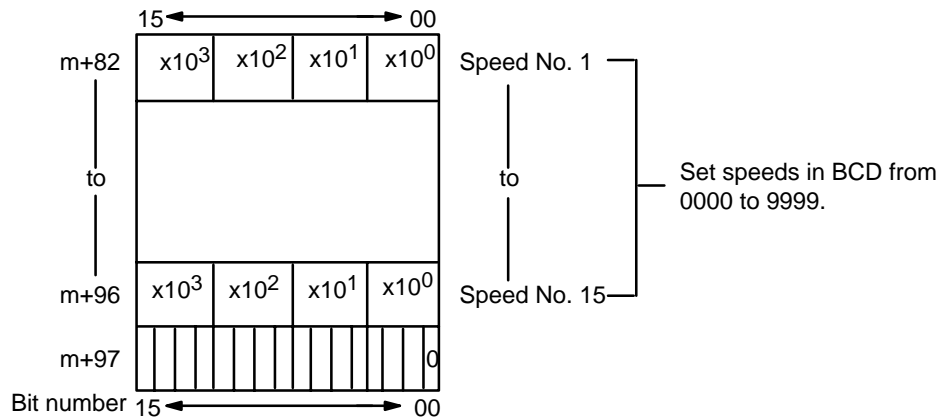 15 00
m+82 x10³ x10² x10¹ x10⁰ Speed No. 1
to to Set speeds in BCD from
0000 to 9999.
m+96 x10³ x10² x10¹ x10⁰ Speed No. 15
m+97 0
Bit number 15 00